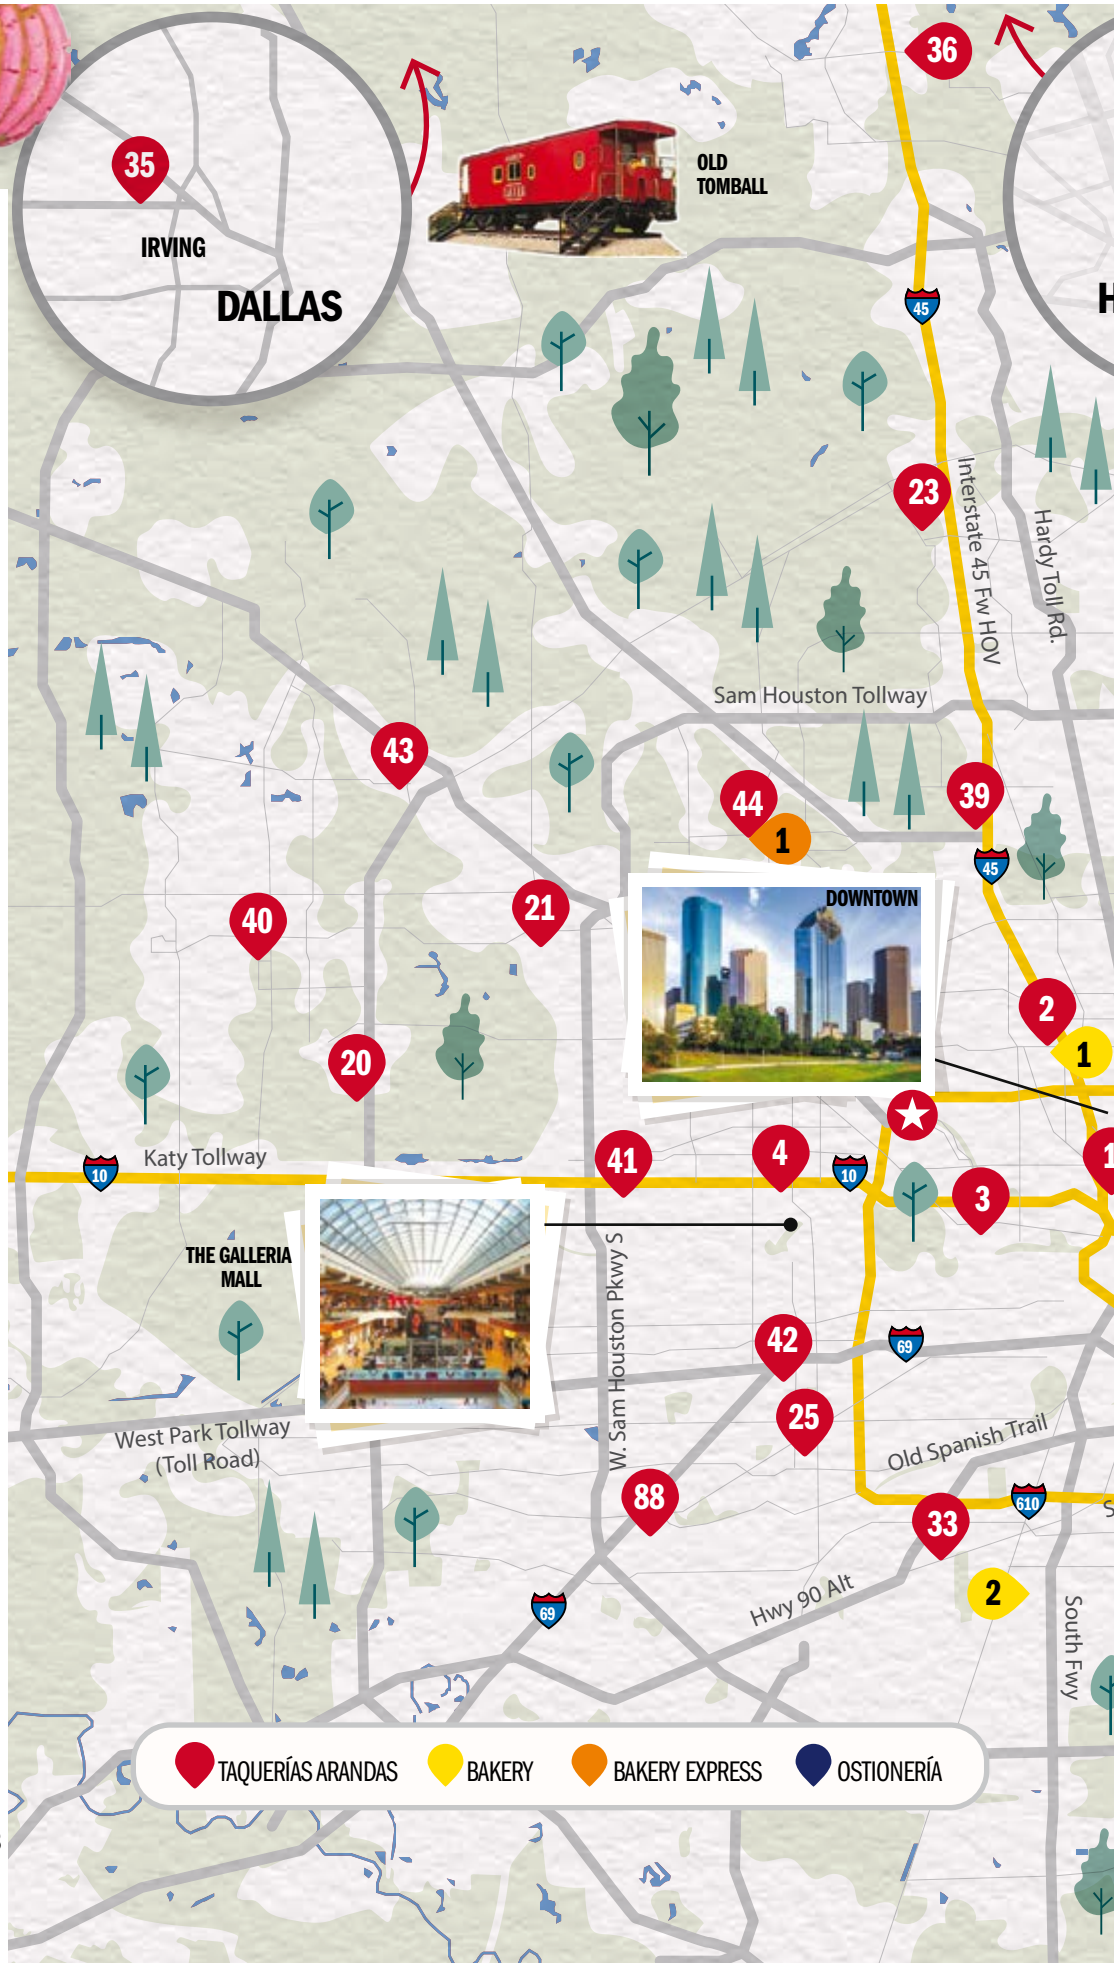 36
35
IRVING
DALLAS
OLD
TOMBALL
H
45
23
Interstate 45 Fw HOV
Hardy Toll Rd.
Sam Houston Tollway
43
44
1
39
45
DOWNTOWN
40
21
2
1
20
Katy Tollway
10
41
4
10
3
1
THE GALLERIA
MALL
W. Sam Houston Pkwy S
42
69
25
West Park Tollway
(Toll Road)
Old Spanish Trail
88
33
610
S
2
Hwy 90 Alt
69
South Fwy
TAQUERÍAS ARANDAS
BAKERY
BAKERY EXPRESS
OSTIONERÍA